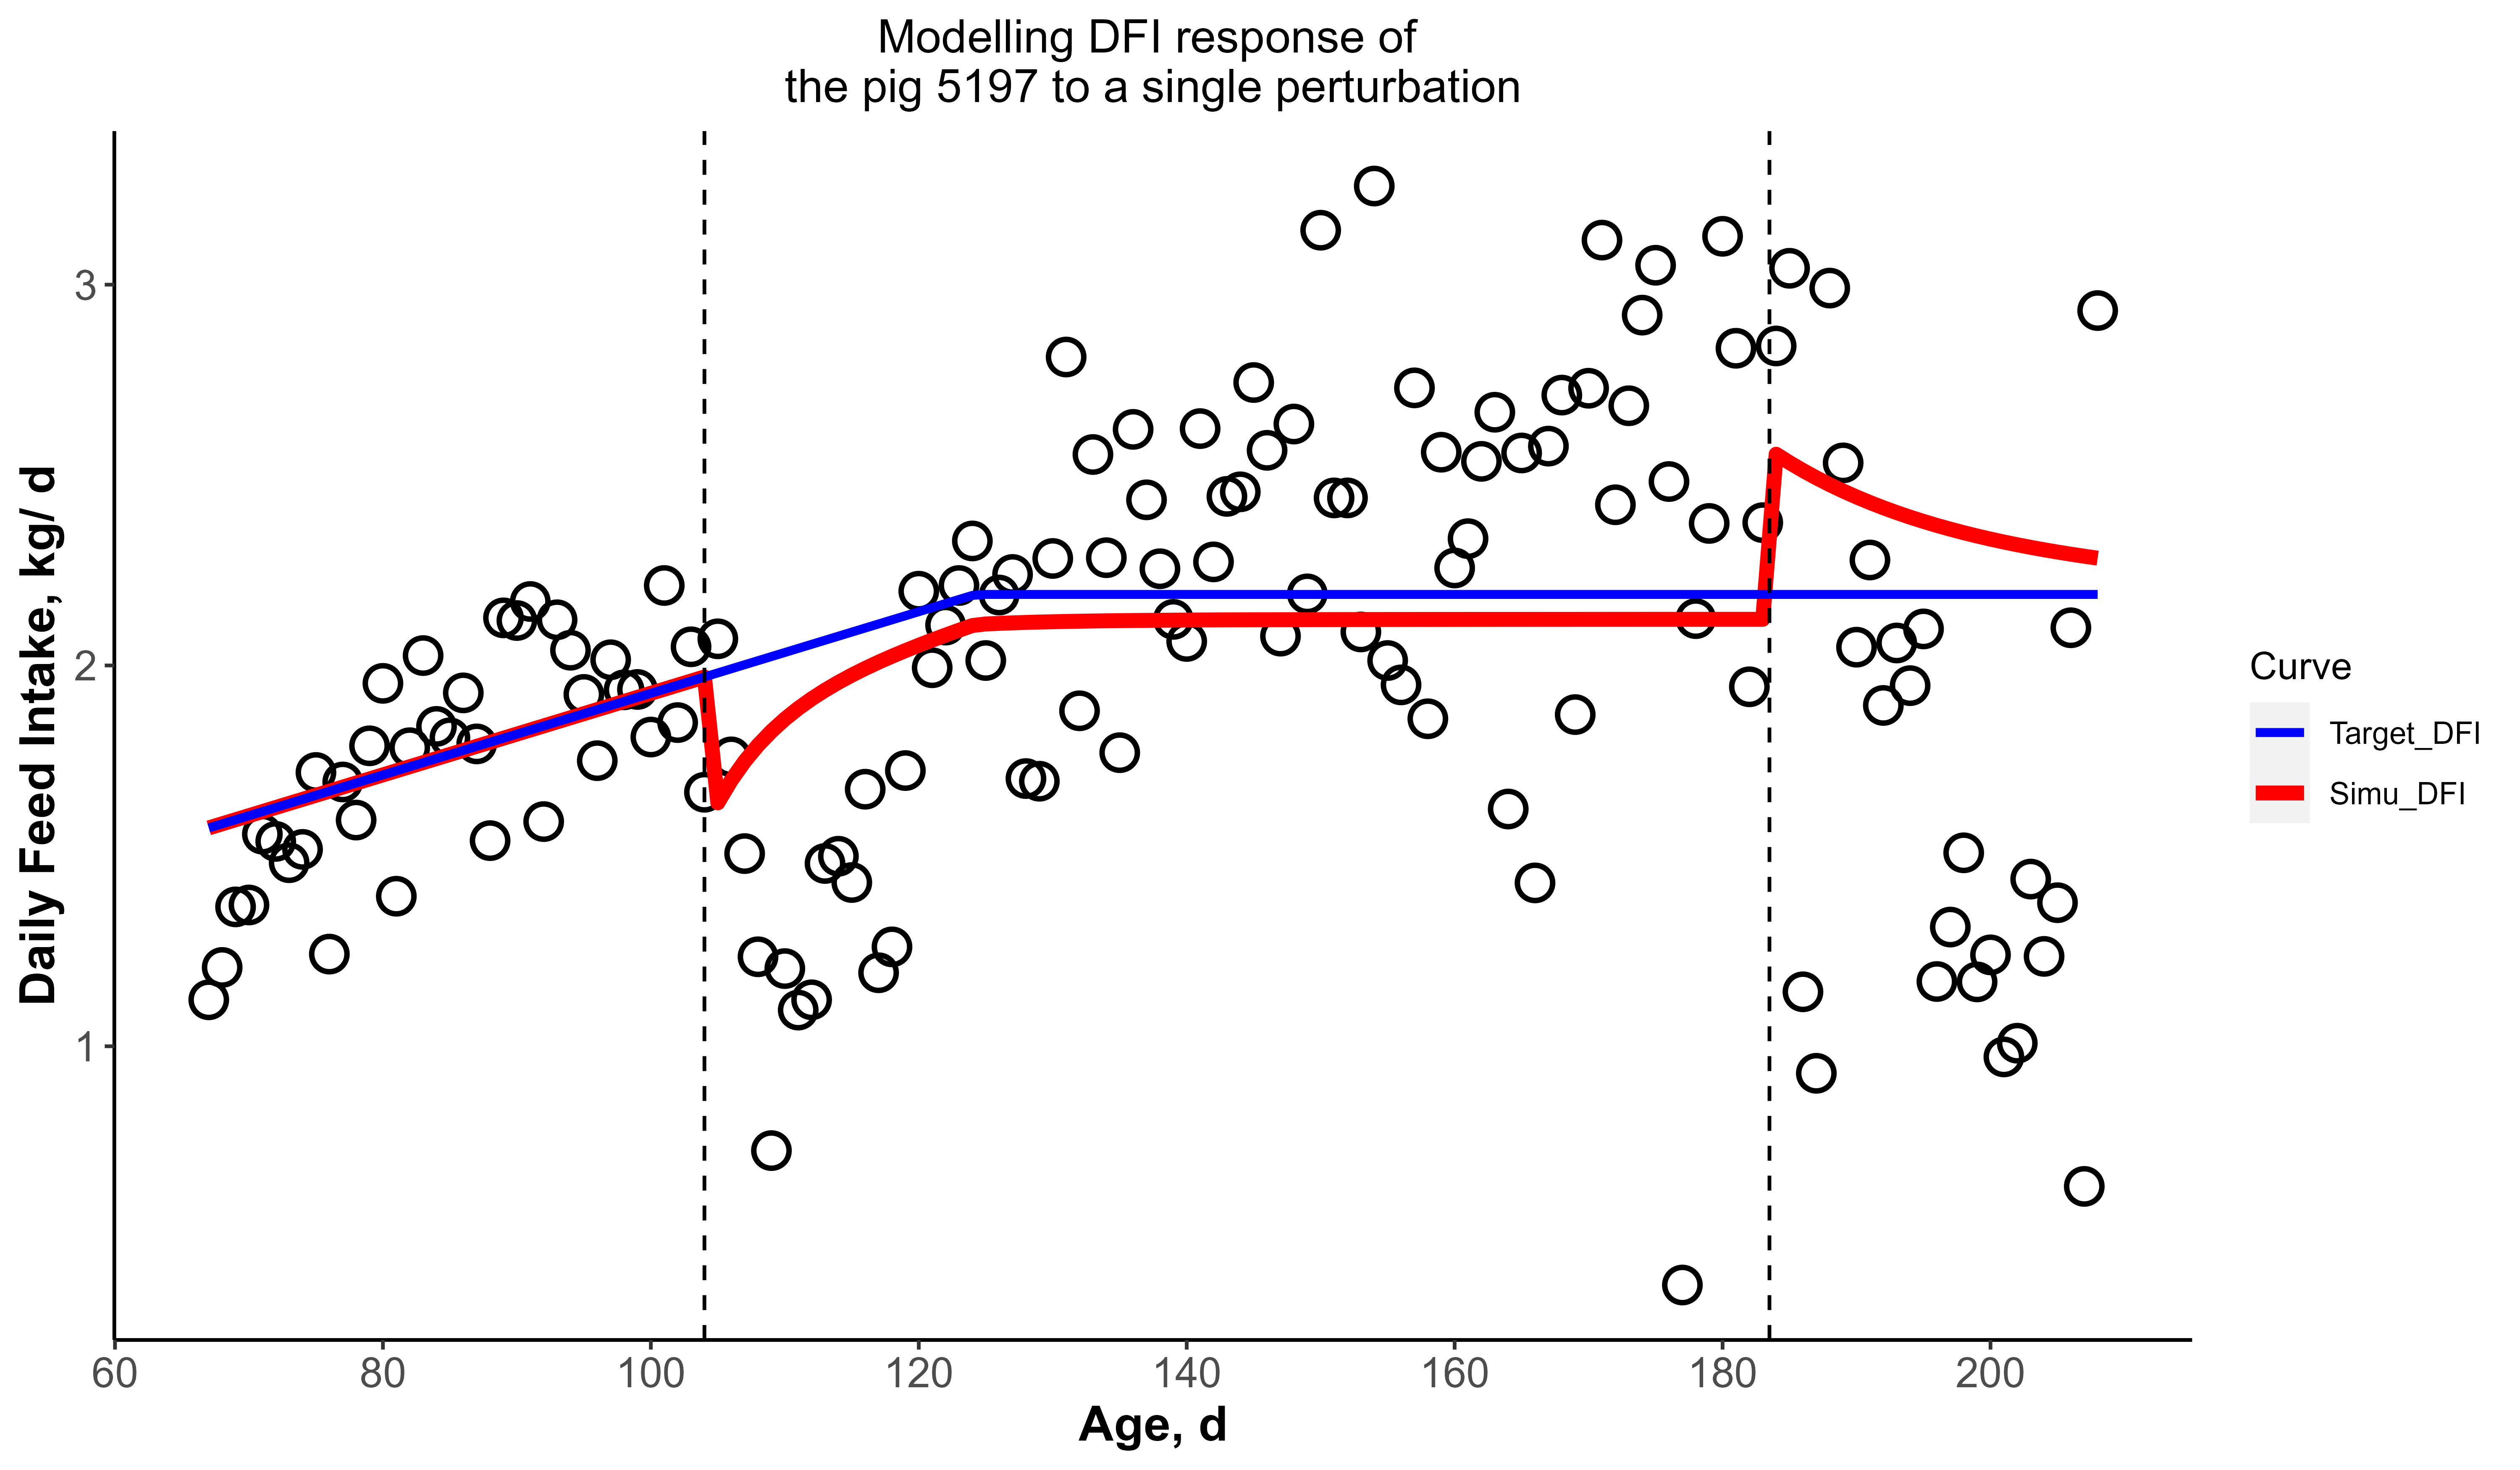 Modelling DFI response of
the pig 5197 to a single perturbation
Daily Feed Intake, kg/ d
3
2
1
60 80 100 120 140 160 180 200
Age, d
Curve
Target_DFI
Simu_DFI